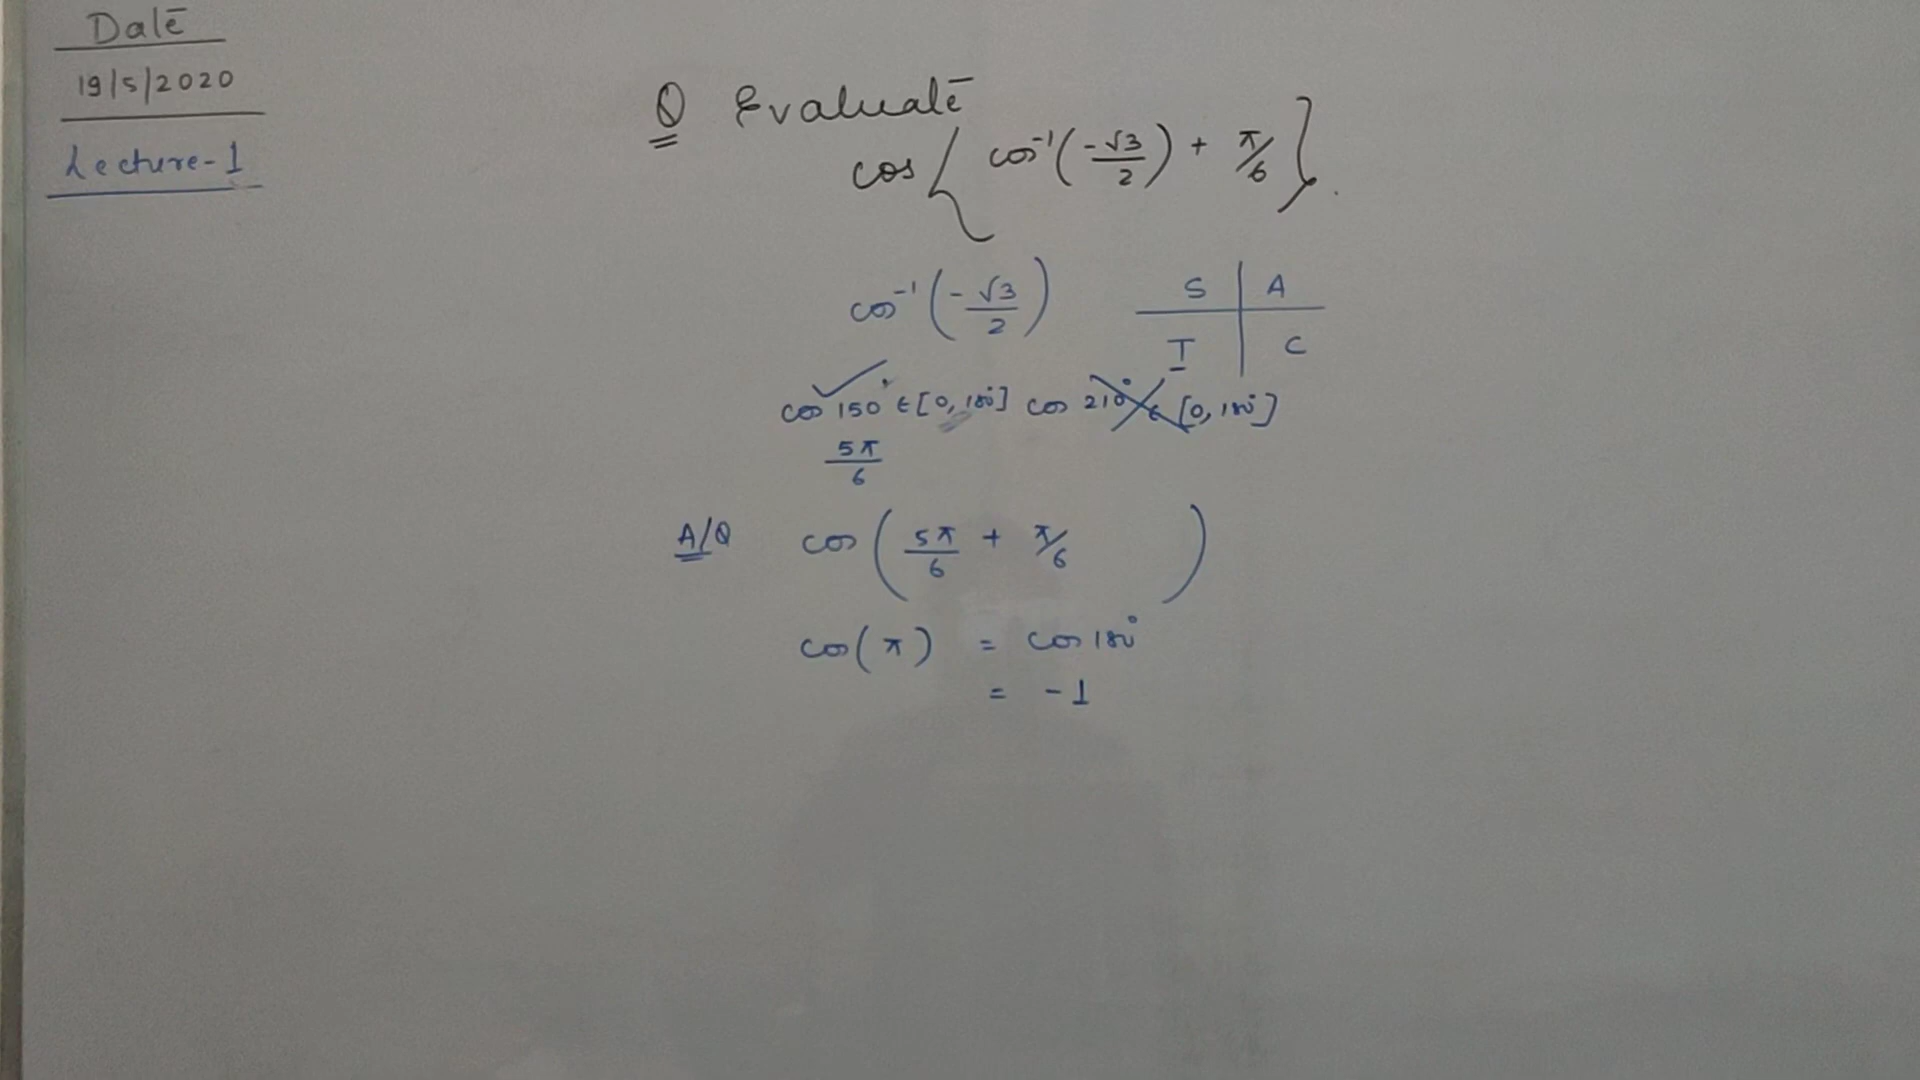 Date
19/5/2020
Lecture-1
Q Evaluate
cos{ cos⁻¹(-√3/2) + π/6 }.
cos⁻¹(-√3/2)
S A
T C
cos 150° ∈ [0, 180°] cos 210° ∈ [0, 180°]
5π/6
A/Q cos( 5π/6 + π/6 )
cos(π) = cos 180°
= -1